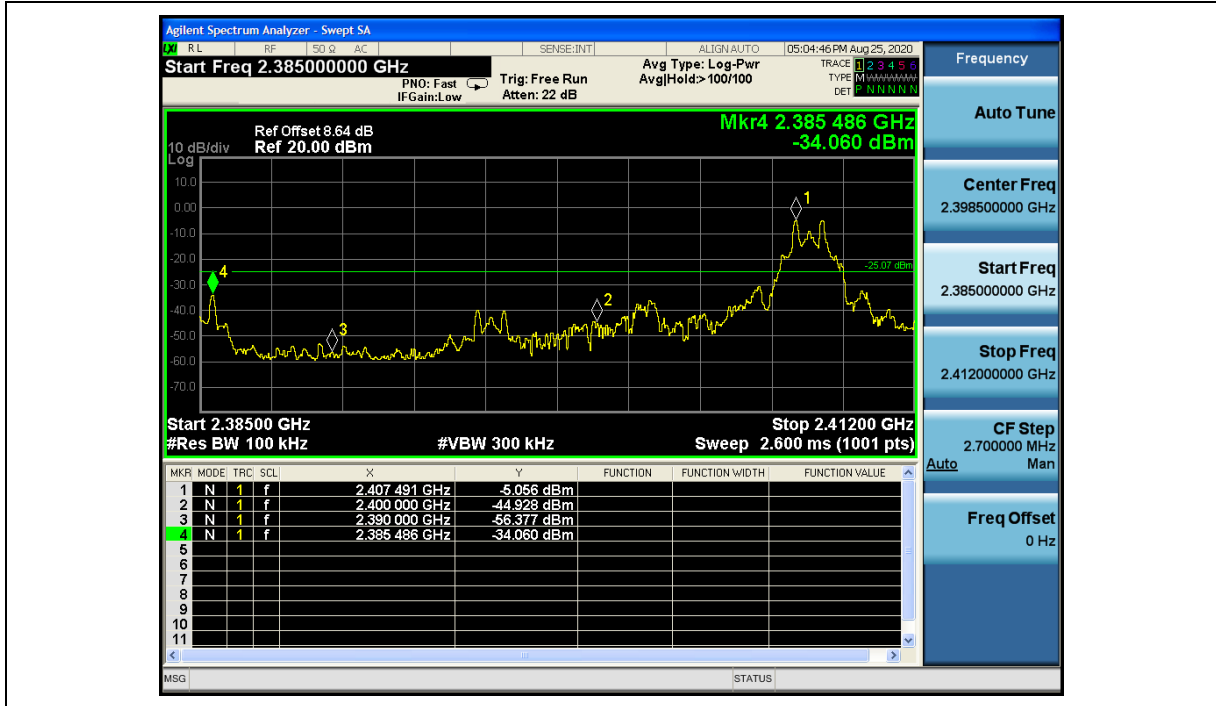 Agilent Spectrum Analyzer - Swept SA
LXI RL RF 50 Ω AC SENSE:INT ALIGN AUTO 05:04:46 PM Aug 25, 2020
Start Freq 2.385000000 GHz
PNO: Fast
IFGain:Low
Trig: Free Run
Atten: 22 dB
Avg Type: Log-Pwr
Avg|Hold:>100/100
TRACE 1 2 3 4 5 6
TYPE M WWWWW
DET P N N N N N
Mkr4 2.385 486 GHz
-34.060 dBm
Ref Offset 8.64 dB
10 dB/div Ref 20.00 dBm
Log
10.0
0.00
-10.0
-20.0
-30.0
-40.0
-50.0
-60.0
-70.0
1
2
3
4
-25.07 dBm
Start 2.38500 GHz Stop 2.41200 GHz
#Res BW 100 kHz #VBW 300 kHz Sweep 2.600 ms (1001 pts)
MKR MODE TRC SCL X Y FUNCTION FUNCTION WIDTH FUNCTION VALUE
1 N 1 f 2.407 491 GHz -5.056 dBm
2 N 1 f 2.400 000 GHz -44.928 dBm
3 N 1 f 2.390 000 GHz -56.377 dBm
4 N 1 f 2.385 486 GHz -34.060 dBm
5
6
7
8
9
10
11
MSG STATUS
Frequency
Auto Tune
Center Freq
2.398500000 GHz
Start Freq
2.385000000 GHz
Stop Freq
2.412000000 GHz
CF Step
2.700000 MHz
Auto Man
Freq Offset
0 Hz